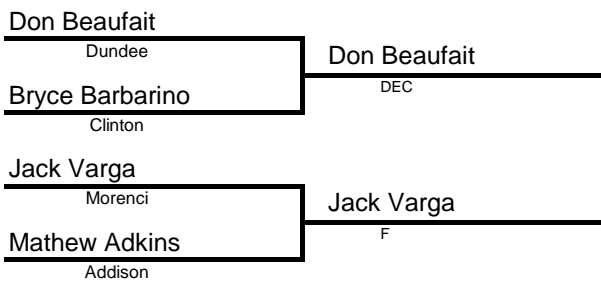 Don Beaufait
Dundee
Bryce Barbarino
Clinton
Don Beaufait
DEC
Jack Varga
Morenci
Mathew Adkins
Addison
Jack Varga
F